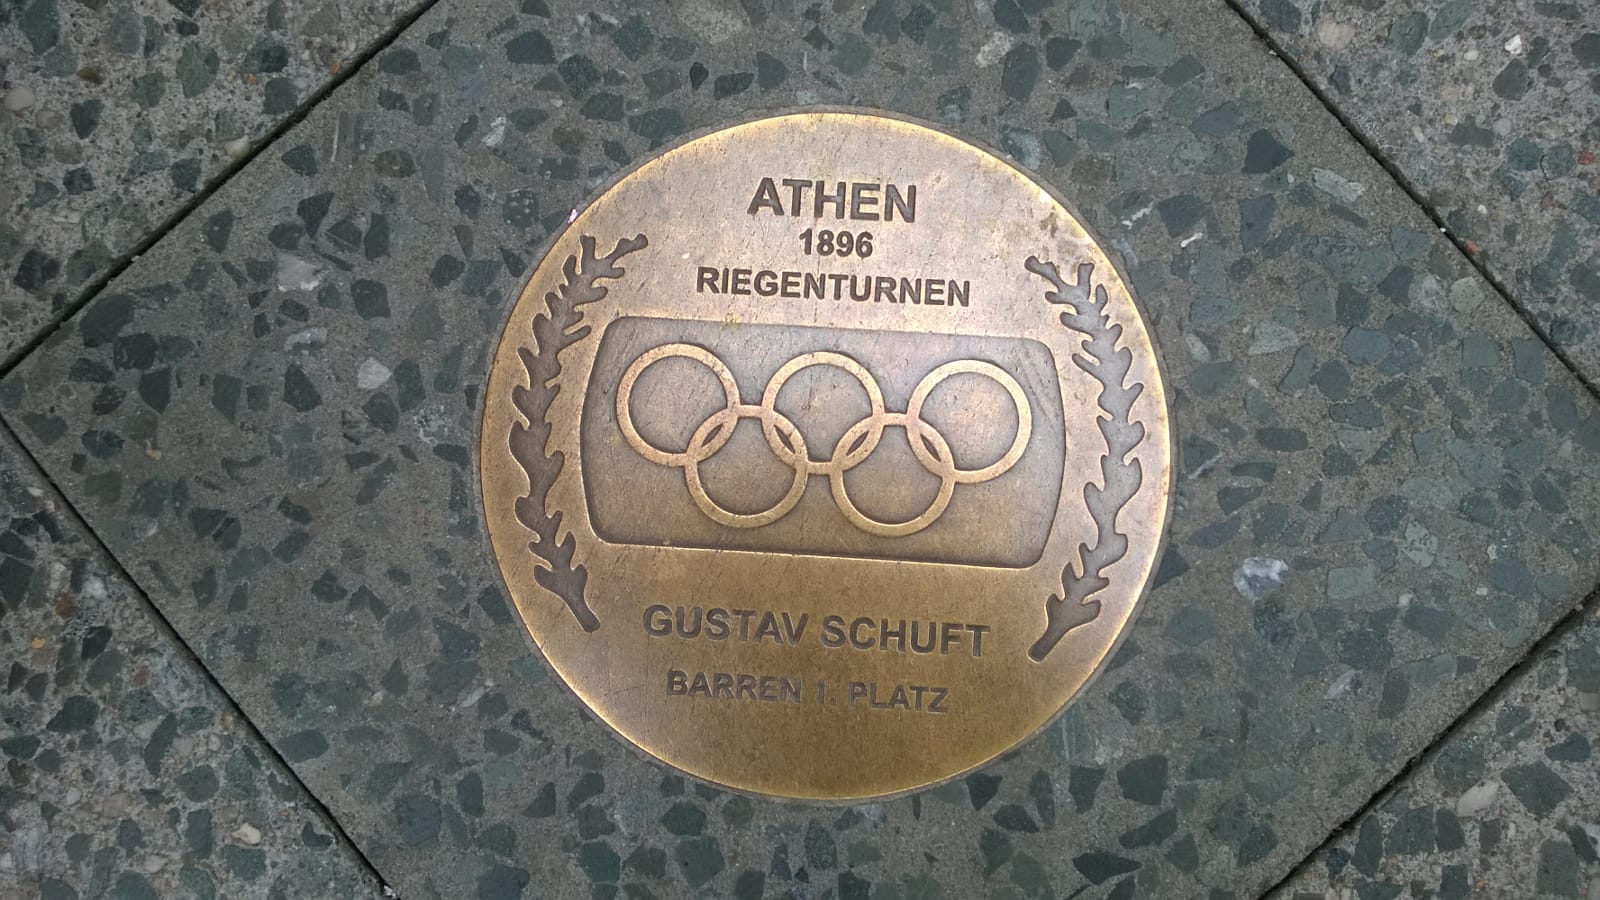 ATHEN
1896
RIEGENTURNEN
GUSTAV SCHUFT
BARREN 1. PLATZ